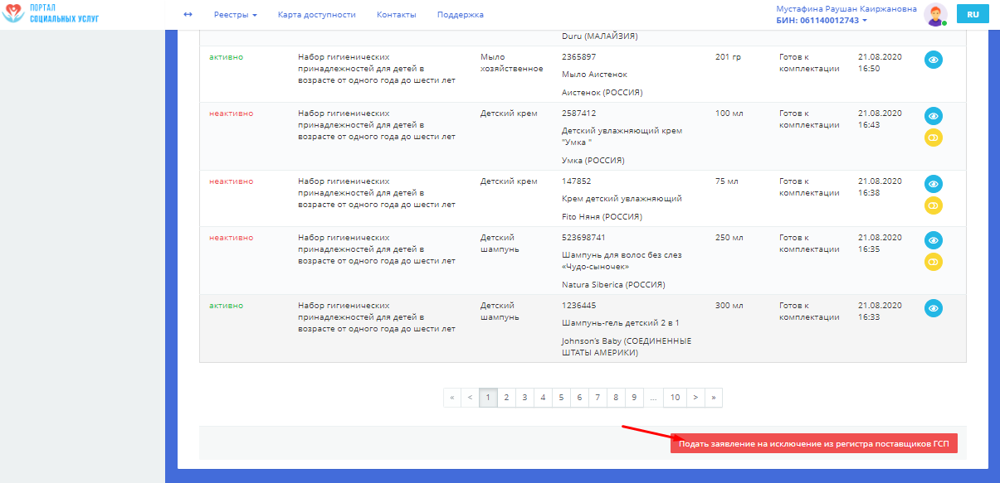 ПОРТАЛ
СОЦИАЛЬНЫХ УСЛУГ
Реестры
Карта доступности
Контакты
Поддержка
Мустафина Раушан Каиржановна
БИН: 061140012743
RU
Duru (МАЛАЙЗИЯ)
активно
Набор гигиенических
принадлежностей для детей в
возрасте от одного года до шести лет
Мыло
хозяйственное
2365897
Мыло Аистенок
Аистенок (РОССИЯ)
201 гр
Готов к
комплектации
21.08.2020
16:50
неактивно
Набор гигиенических
принадлежностей для детей в
возрасте от одного года до шести лет
Детский крем
2587412
Детский увлажняющий крем
"Умка "
Умка (РОССИЯ)
100 мл
Готов к
комплектации
21.08.2020
16:43
неактивно
Набор гигиенических
принадлежностей для детей в
возрасте от одного года до шести лет
Детский крем
147852
Крем детский увлажняющий
Fito Няня (РОССИЯ)
75 мл
Готов к
комплектации
21.08.2020
16:38
неактивно
Набор гигиенических
принадлежностей для детей в
возрасте от одного года до шести лет
Детский
шампунь
523698741
Шампунь для волос без слез
«Чудо-сыночек»
Natura Siberica (РОССИЯ)
250 мл
Готов к
комплектации
21.08.2020
16:35
активно
Набор гигиенических
принадлежностей для детей в
возрасте от одного года до шести лет
Детский
шампунь
1236445
Шампунь-гель детский 2 в 1
Johnson's Baby (СОЕДИНЕННЫЕ
ШТАТЫ АМЕРИКИ)
300 мл
Готов к
комплектации
21.08.2020
16:33
« < 1 2 3 4 5 6 7 8 9 ... 10 > »
Подать заявление на исключение из регистра поставщиков ГСП